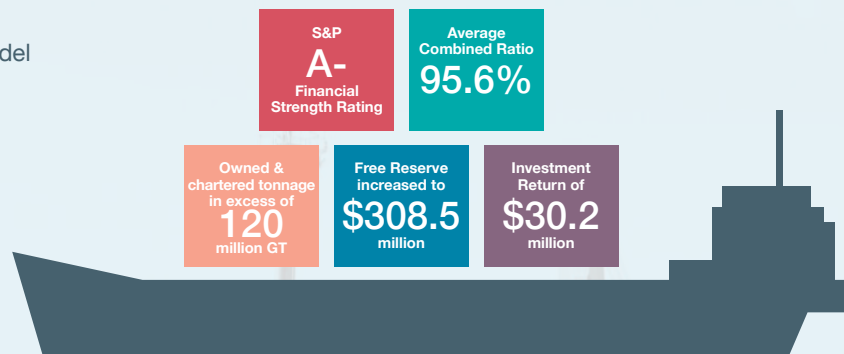 del
S&P
A-
Financial
Strength Rating
Average
Combined Ratio
95.6%
Owned &
chartered tonnage
in excess of
120
million GT
Free Reserve
increased to
$308.5
million
Investment
Return of
$30.2
million